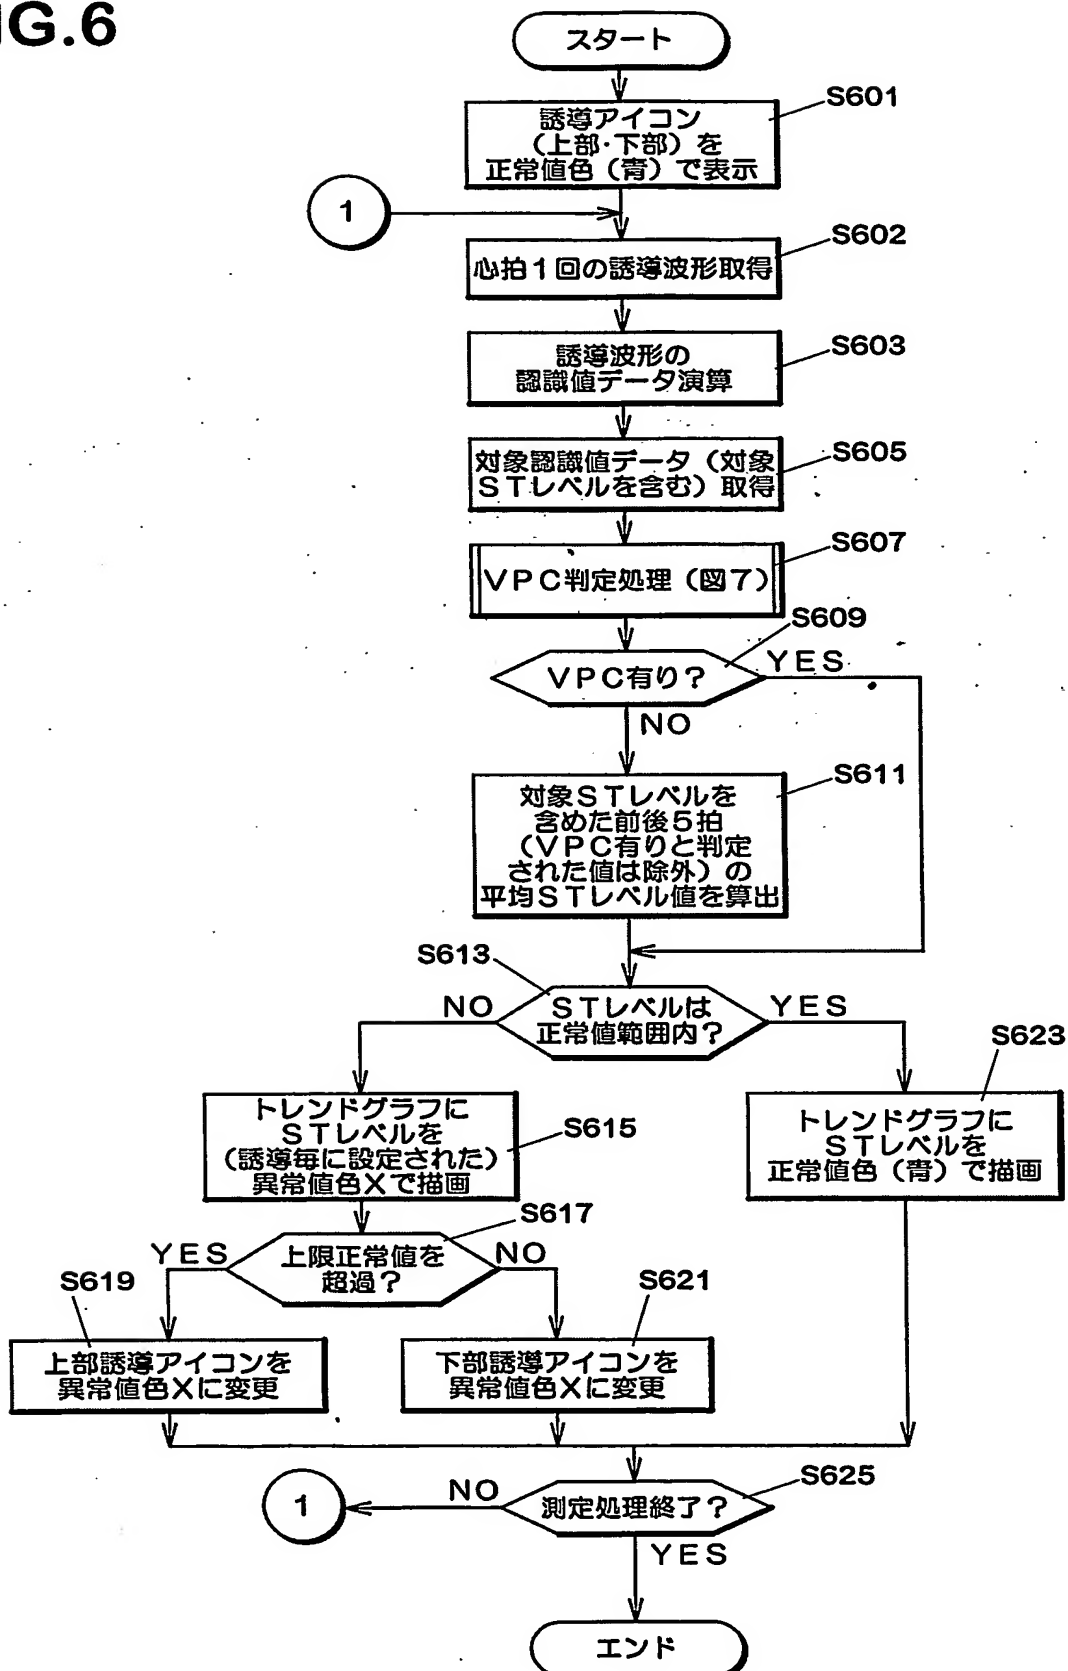 IG.6
スタート
S601
誘導アイコン
(上部·下部)を
正常値色(青)で表示
1
S602
心拍1回の誘導波形取得
S603
誘導波形の
認識値データ演算
S605
対象認識値データ(対象
STレベルを含む)取得
S607
VPC判定処理(図7)
S609
VPC有り?
YES
NO
S611
対象STレベルを
含めた前後5拍
(VPC有りと判定
された値は除外)の
平均STレベル値を算出
S613
NO
STレベルは
正常値範囲内?
YES
S623
トレンドグラフに
STレベルを
(誘導毎に設定された)
異常値色Xで描画
S615
トレンドグラフに
STレベルを
正常値色(青)で描画
S617
YES
上限正常値を
超過?
NO
S619
S621
上部誘導アイコンを
異常値色Xに変更
下部誘導アイコンを
異常値色Xに変更
S625
1
NO
測定処理終了?
YES
エンド